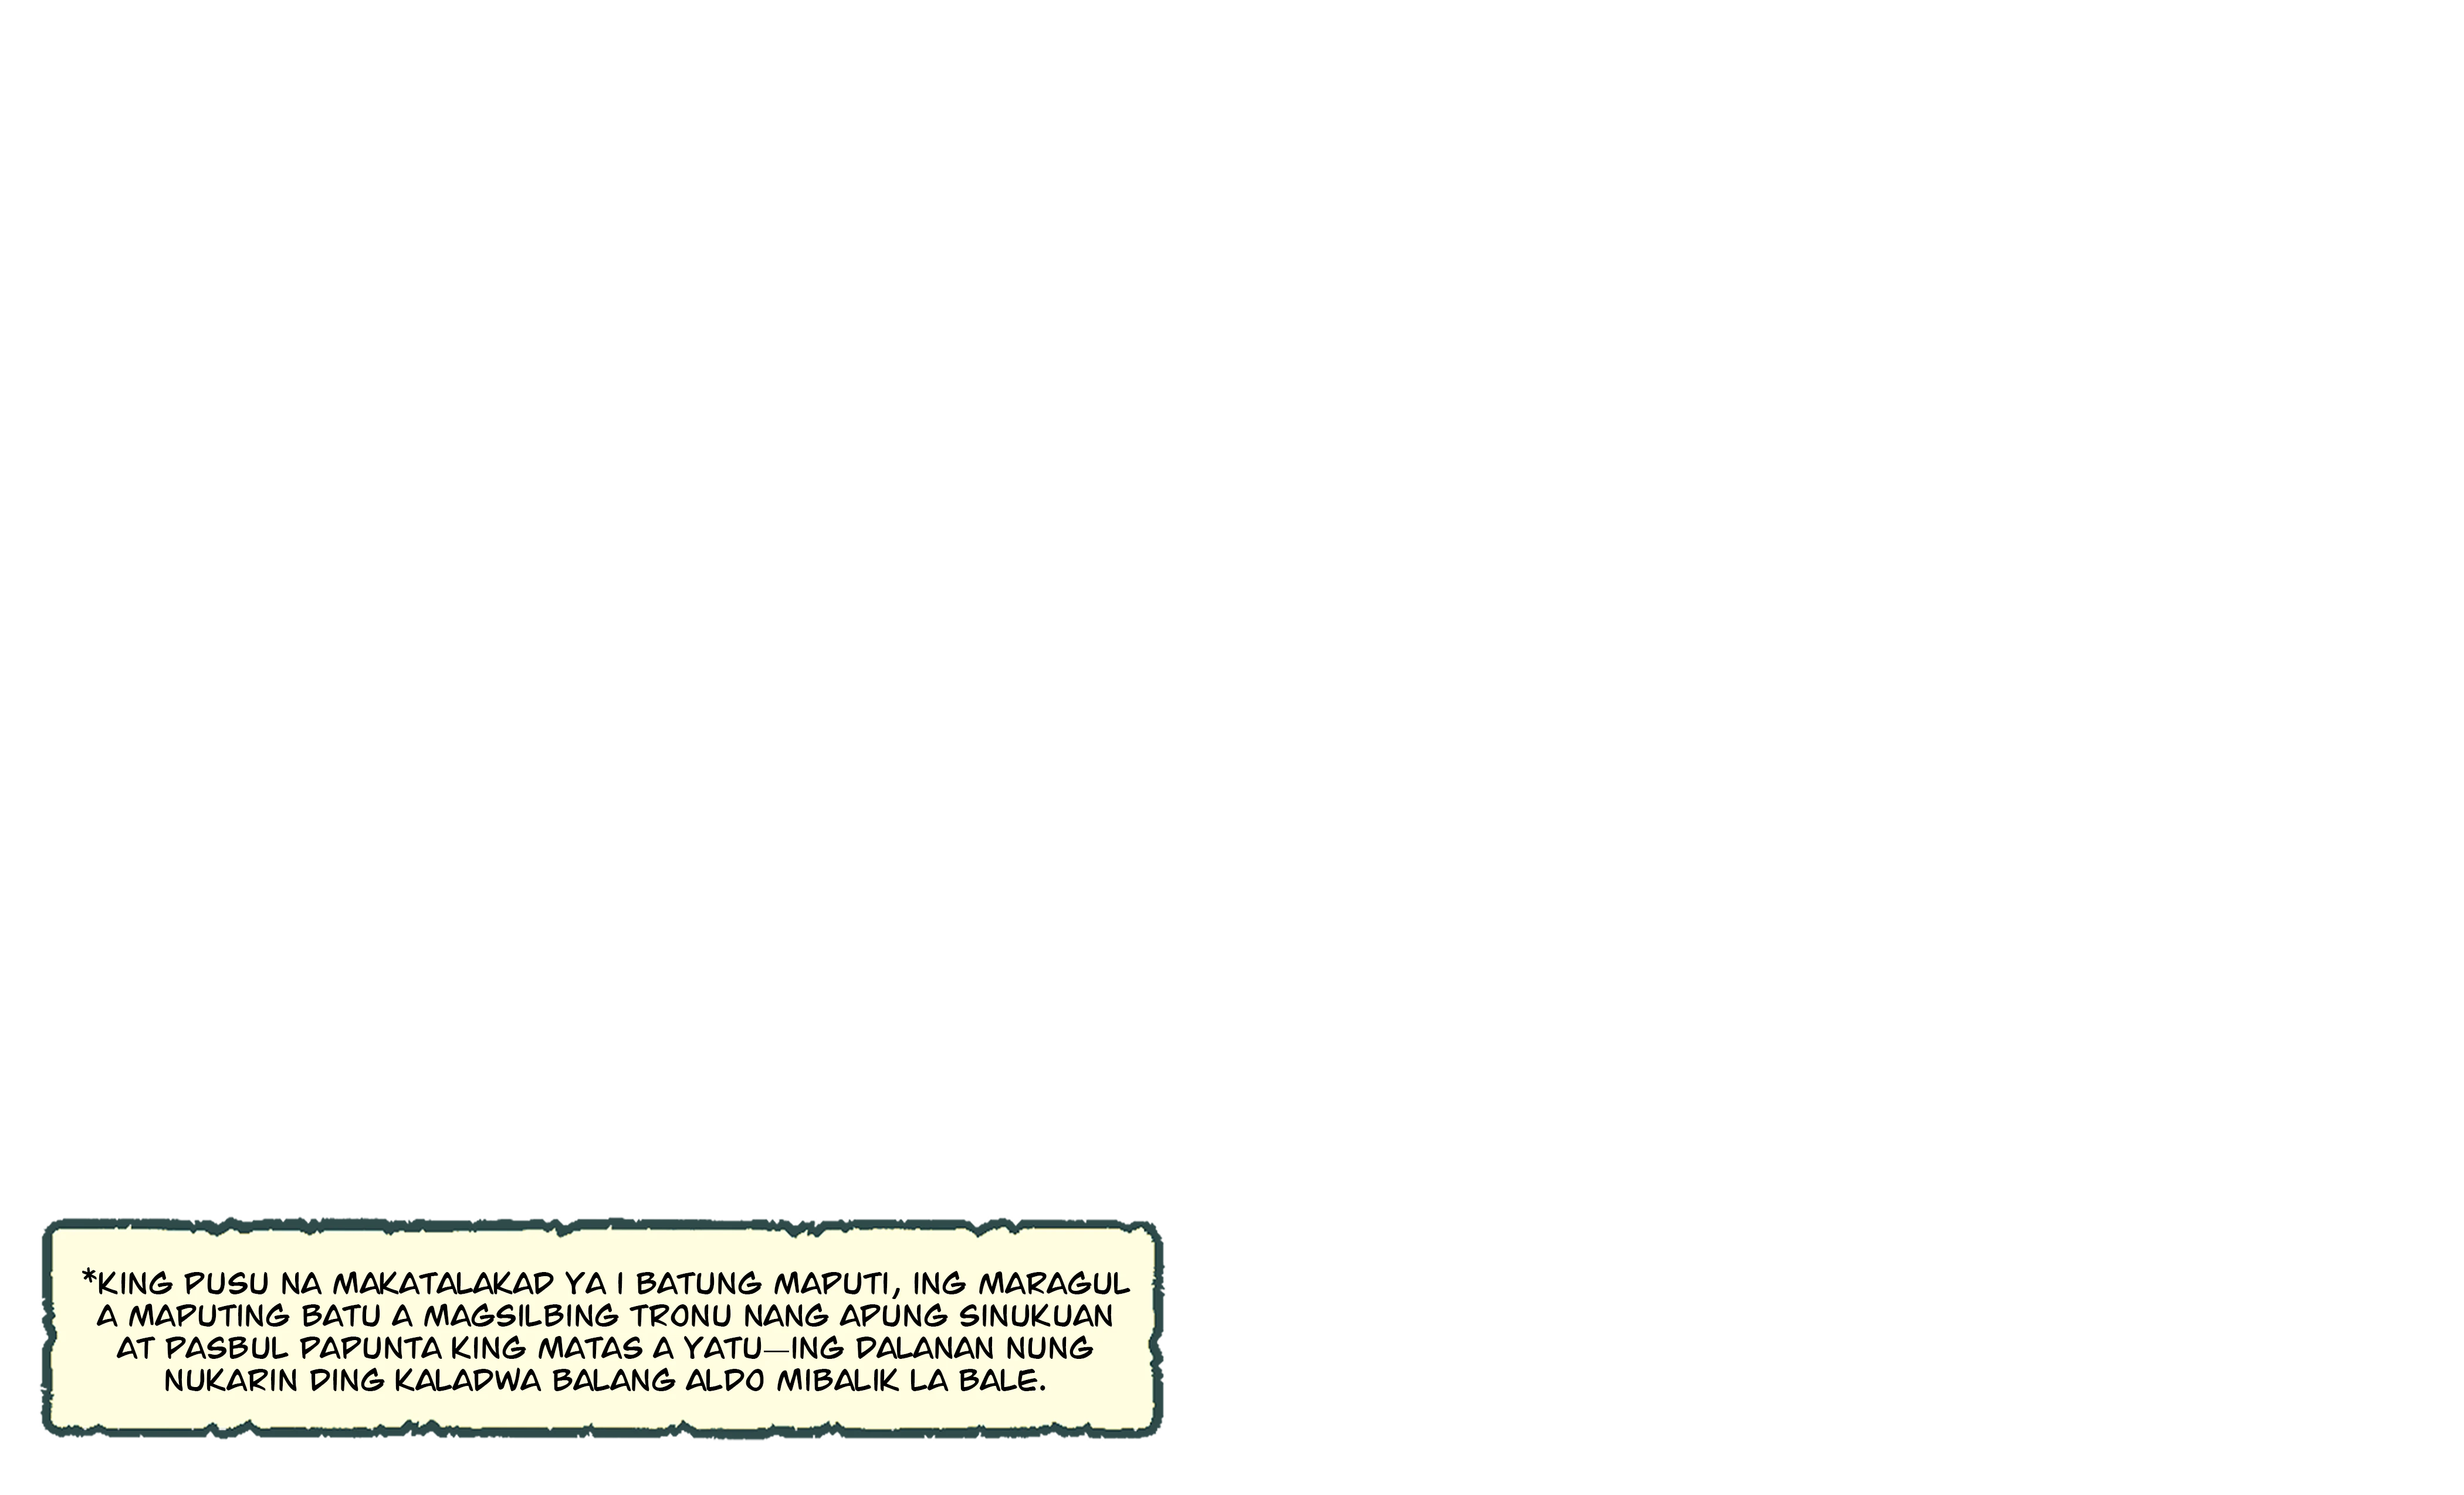 *KING PUSU NA MAKATALAKAD YA I BATUNG MAPUTI, ING MARAGUL
A MAPUTING BATU A MAGSILBING TRONU NANG APUNG SINUKUAN
AT PASBUL PAPUNTA KING MATAS A YATU—ING DALANAN NUNG
NUKARIN DING KALADWA BALANG ALDO MIBALIK LA BALE.